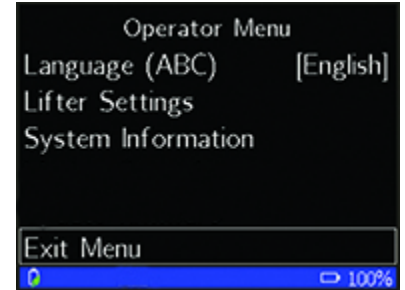 Operator Menu
Language (ABC) [English]
Lifter Settings
System Information
Exit Menu
100%